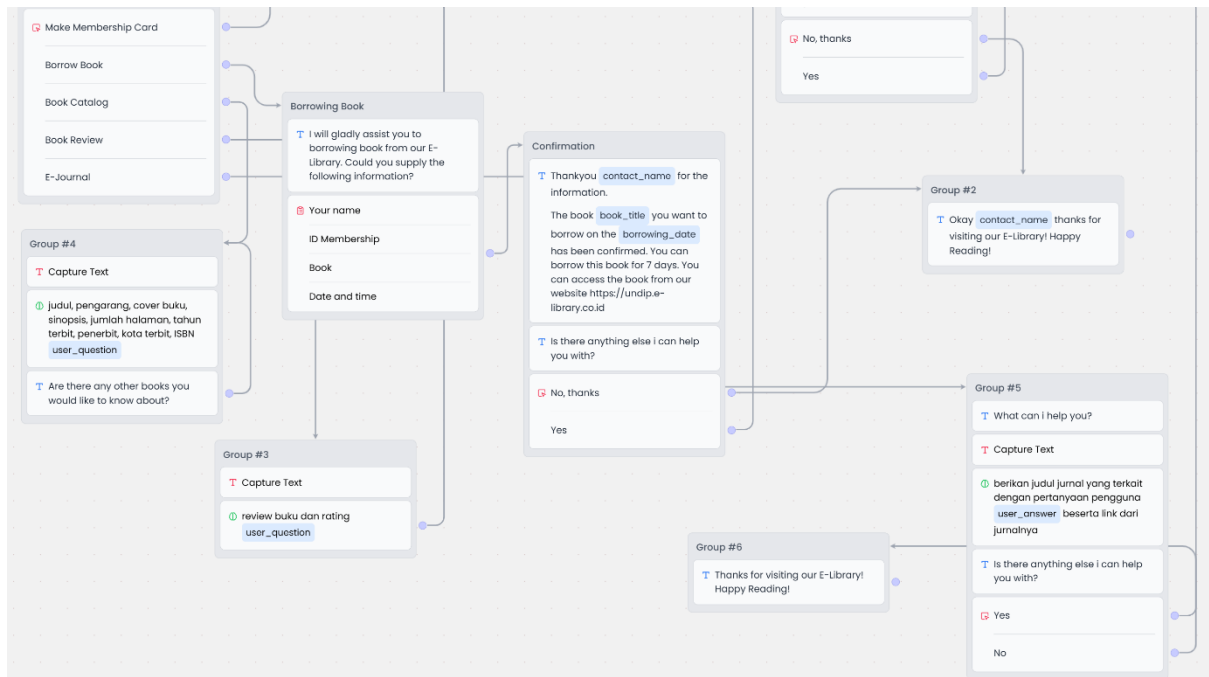 Make Membership Card
Borrow Book
Book Catalog
Book Review
E-Journal
Group #4
Capture Text
judul, pengarang, cover buku,
sinopsis, jumlah halaman, tahun
terbit, penerbit, kota terbit, ISBN
user_question
Are there any other books you
would like to know about?
Borrowing Book
I will gladly assist you to
borrowing book from our E-
Library. Could you supply the
following information?
Your name
ID Membership
Book
Date and time
Group #3
Capture Text
review buku dan rating
user_question
Confirmation
Thankyou contact_name for the
information.
The book book_title you want to
borrow on the borrowing_date
has been confirmed. You can
borrow this book for 7 days. You
can access the book from our
website https://undip.e-
library.co.id
Is there anything else i can help
you with?
No, thanks
Yes
No, thanks
Yes
Group #2
Okay contact_name thanks for
visiting our E-Library! Happy
Reading!
Group #6
Thanks for visiting our E-Library!
Happy Reading!
Group #5
What can i help you?
Capture Text
berikan judul jurnal yang terkait
dengan pertanyaan pengguna
user_answer beserta link dari
jurnalnya
Is there anything else i can help
you with?
Yes
No